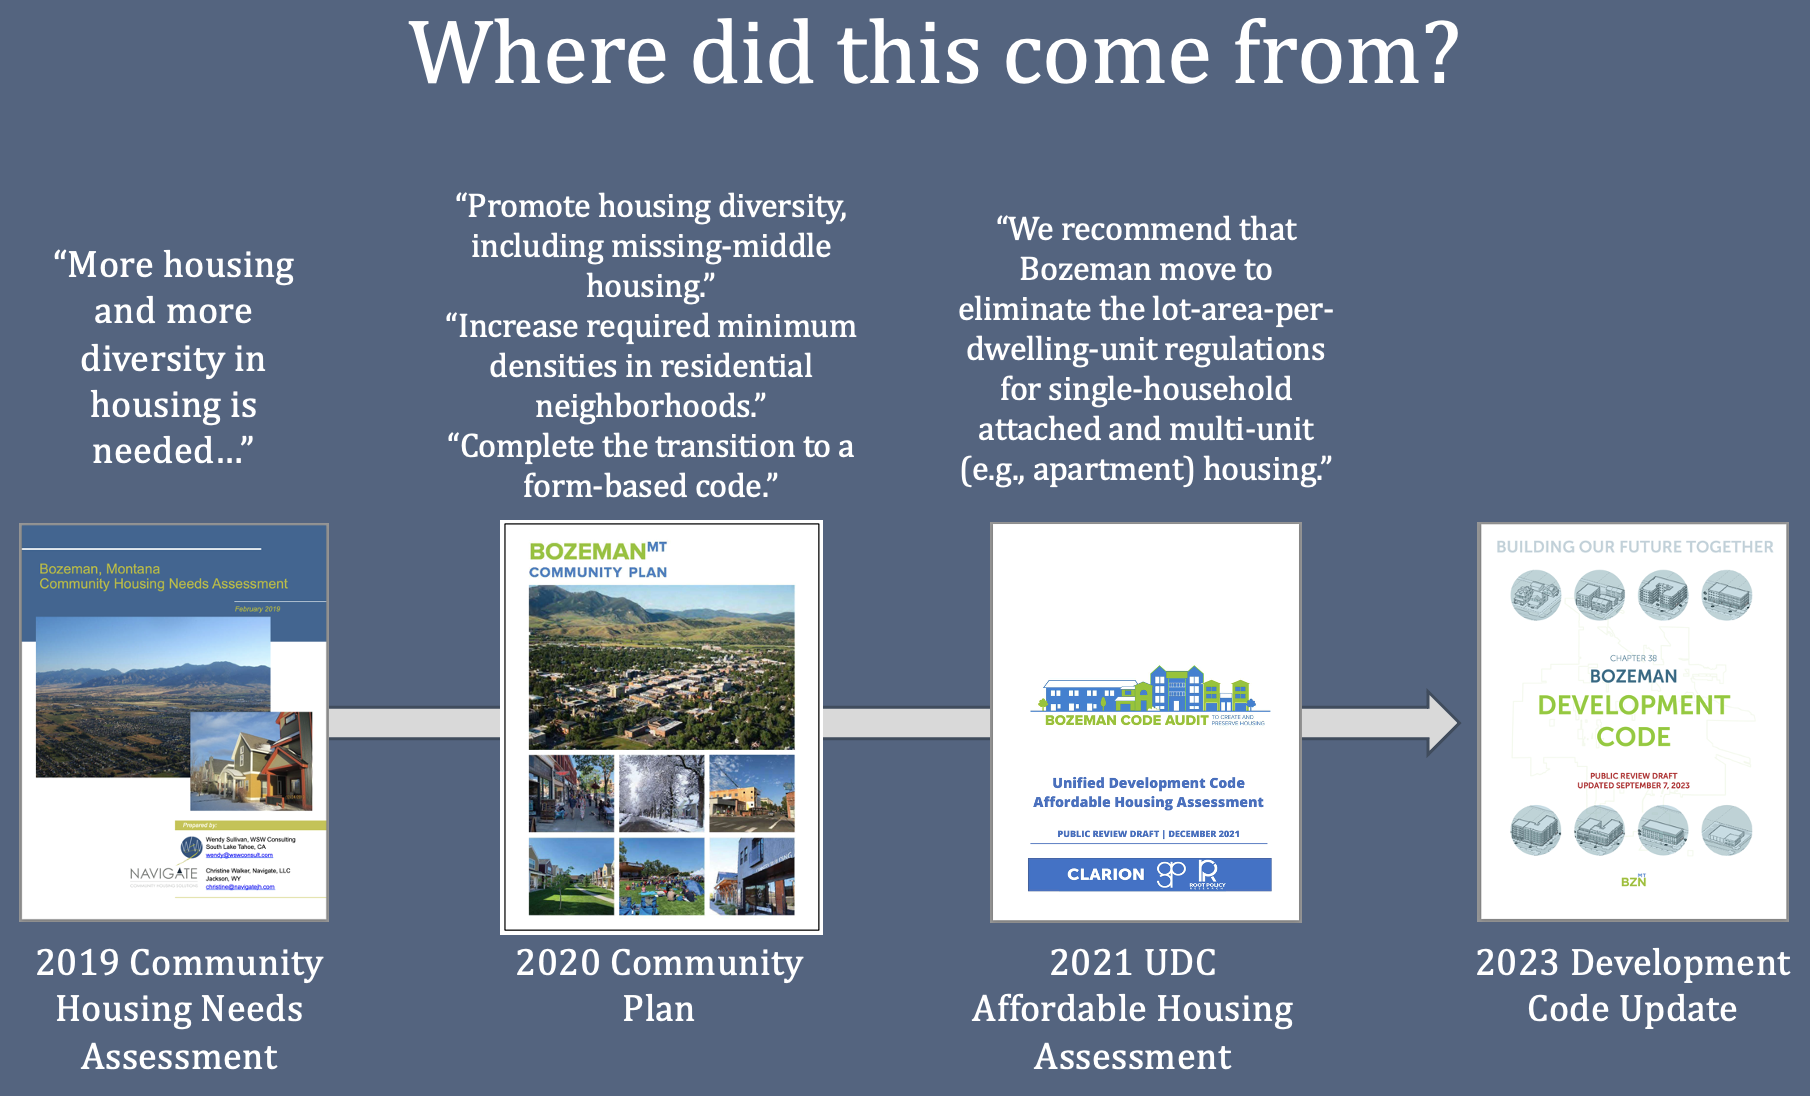 Where did this come from?
“More housing
and more
diversity in
housing is
needed…”
“Promote housing diversity,
including missing-middle
housing.”
“Increase required minimum
densities in residential
neighborhoods.”
“Complete the transition to a
form-based code.”
“We recommend that
Bozeman move to
eliminate the lot-area-per-
dwelling-unit regulations
for single-household
attached and multi-unit
(e.g., apartment) housing.”
Bozeman, Montana
Community Housing Needs Assessment
February 2019
Prepared by:
Wendy Sullivan, WSW Consulting
South Lake Tahoe, CA
wendy@wswconsult.com
NAVIGATE
COMMUNITY HOUSING SOLUTIONS
Christine Walker, Navigate, LLC
Jackson, WY
christine@navigatejh.com
BOZEMAN MT
COMMUNITY PLAN
BOZEMAN CODE AUDIT TO CREATE AND
PRESERVE HOUSING
Unified Development Code
Affordable Housing Assessment
PUBLIC REVIEW DRAFT | DECEMBER 2021
CLARION
ROOT POLICY
RESEARCH
BUILDING OUR FUTURE TOGETHER
CHAPTER 38
BOZEMAN
DEVELOPMENT
CODE
PUBLIC REVIEW DRAFT
UPDATED SEPTEMBER 7, 2023
BZN MT
2019 Community
Housing Needs
Assessment
2020 Community
Plan
2021 UDC
Affordable Housing
Assessment
2023 Development
Code Update